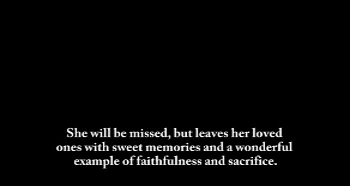 She will be missed, but leaves her loved
ones with sweet memories and a wonderful
example of faithfulness and sacrifice.